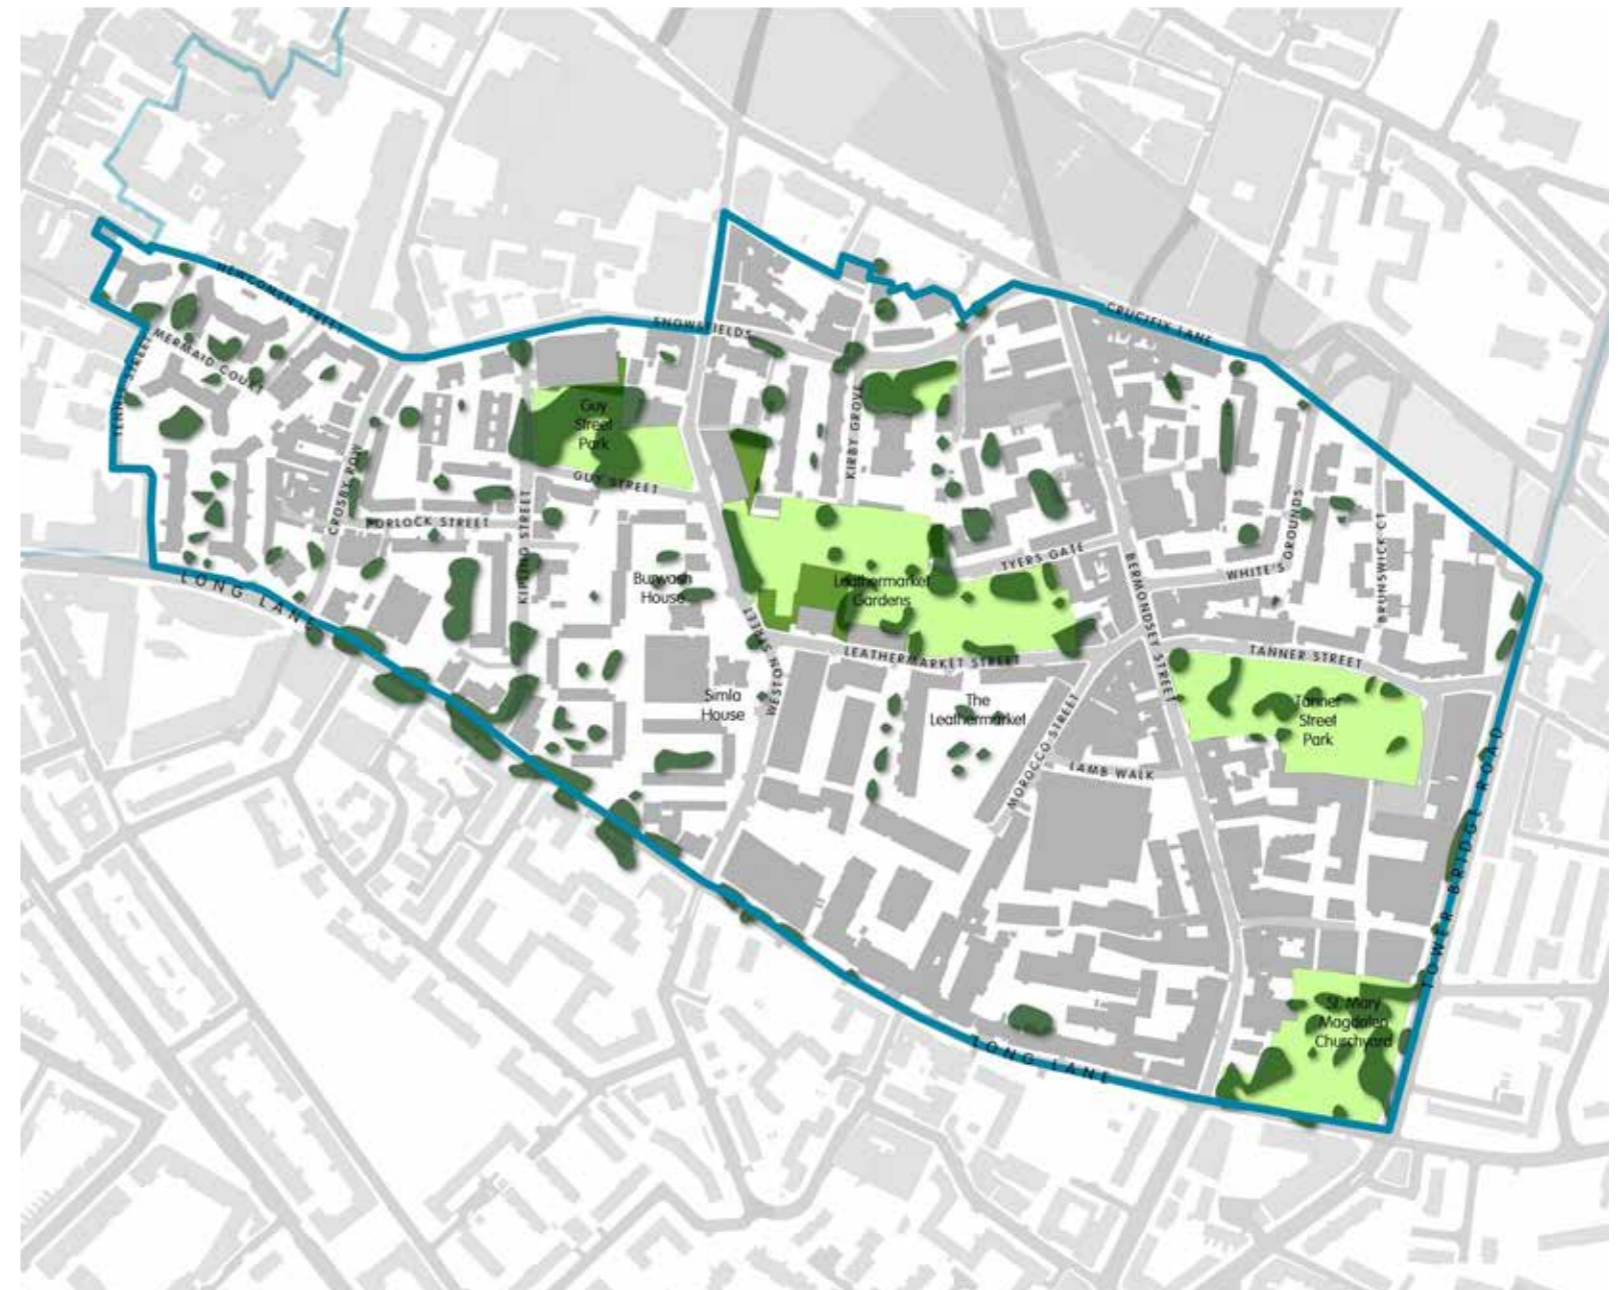 NEWCOMEN STREET
MERMAID COURT
TENNIS STREET
SNOWSFIELDS
CRUCIFIX LANE
Guy
Street
Park
GUY STREET
KIRBY GROVE
CROSBY ROW
PORLOCK STREET
KIPLING STREET
LONG LANE
Burwash
House
Leathermarket
Gardens
TYERS GATE
WHITE'S GROUNDS
BRUNSWICK CT
BERMONDSEY STREET
LEATHERMARKET STREET
WESTON STREET
TANNER STREET
Simla
House
The
Leathermarket
MOROCCO STREET
LAMB WALK
Tanner
Street
Park
TOWER BRIDGE ROAD
St. Mary
Magdalen
Churchyard
LONG LANE